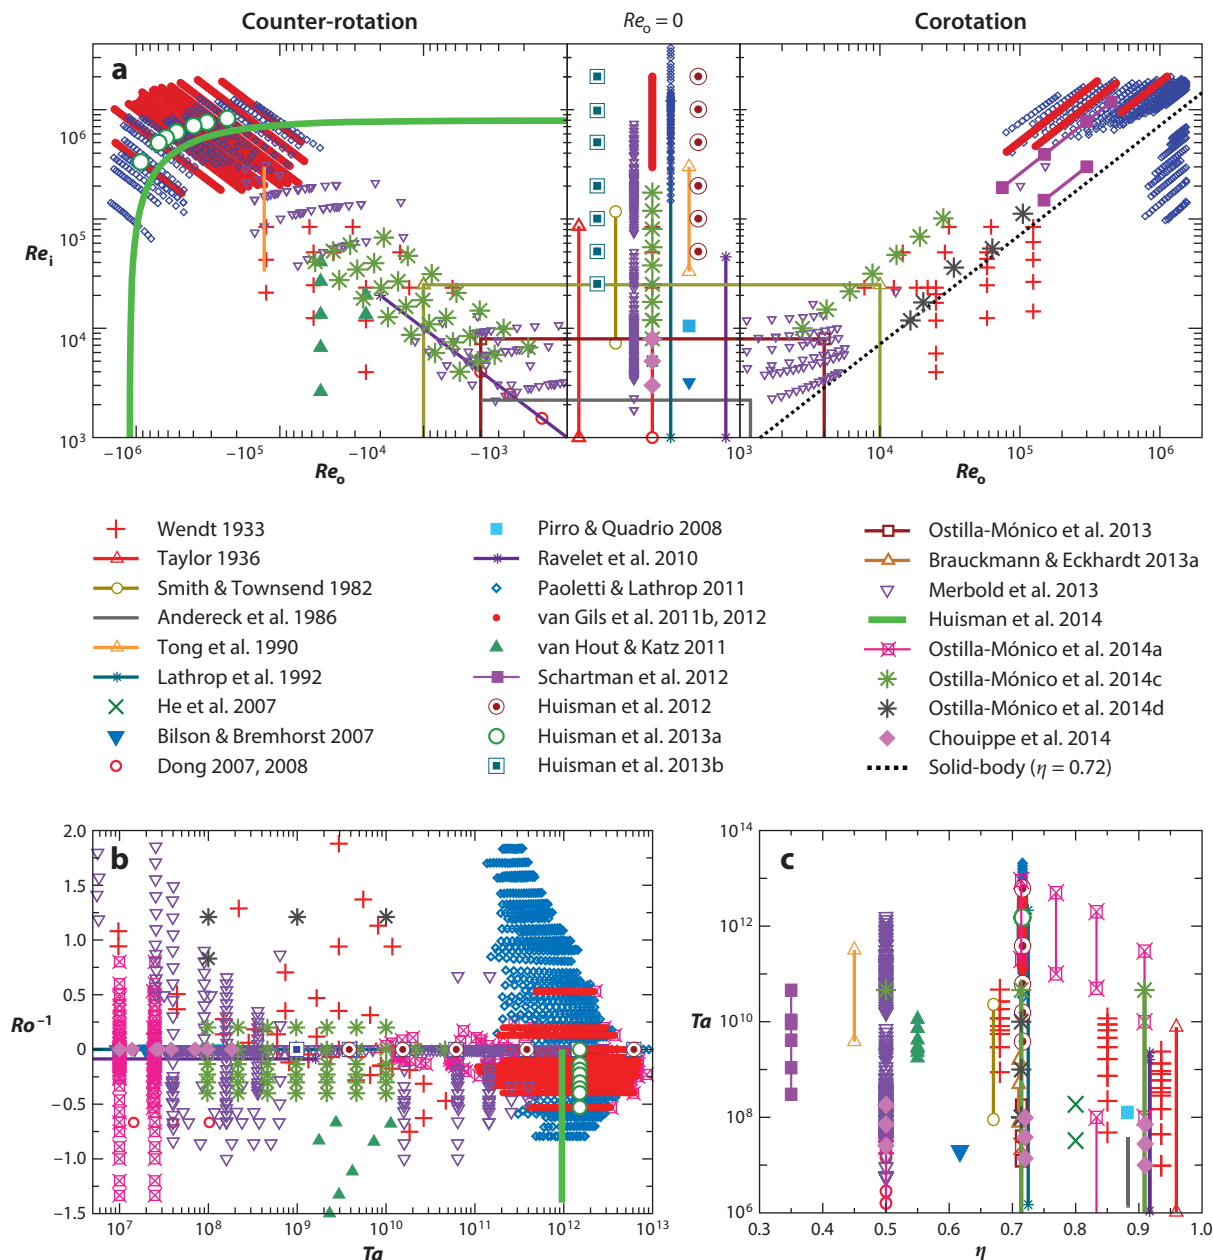 Counter-rotation
Re_o = 0
Corotation
a
10^6
10^5
10^4
10^3
Re_i
−10^6
−10^5
−10^4
−10^3
10^3
10^4
10^5
10^6
Re_o
Re_o
Wendt 1933
Taylor 1936
Smith & Townsend 1982
Andereck et al. 1986
Tong et al. 1990
Lathrop et al. 1992
He et al. 2007
Bilson & Bremhorst 2007
Dong 2007, 2008
Pirro & Quadrio 2008
Ravelet et al. 2010
Paoletti & Lathrop 2011
van Gils et al. 2011b, 2012
van Hout & Katz 2011
Schartman et al. 2012
Huisman et al. 2012
Huisman et al. 2013a
Huisman et al. 2013b
Ostilla-Mónico et al. 2013
Brauckmann & Eckhardt 2013a
Merbold et al. 2013
Huisman et al. 2014
Ostilla-Mónico et al. 2014a
Ostilla-Mónico et al. 2014c
Ostilla-Mónico et al. 2014d
Chouippe et al. 2014
Solid-body (η = 0.72)
b
2.0
1.5
1.0
0.5
0
−0.5
−1.0
−1.5
Ro^−1
10^7
10^8
10^9
10^10
10^11
10^12
10^13
Ta
c
10^14
10^12
10^10
10^8
10^6
Ta
0.3
0.4
0.5
0.6
0.7
0.8
0.9
1.0
η